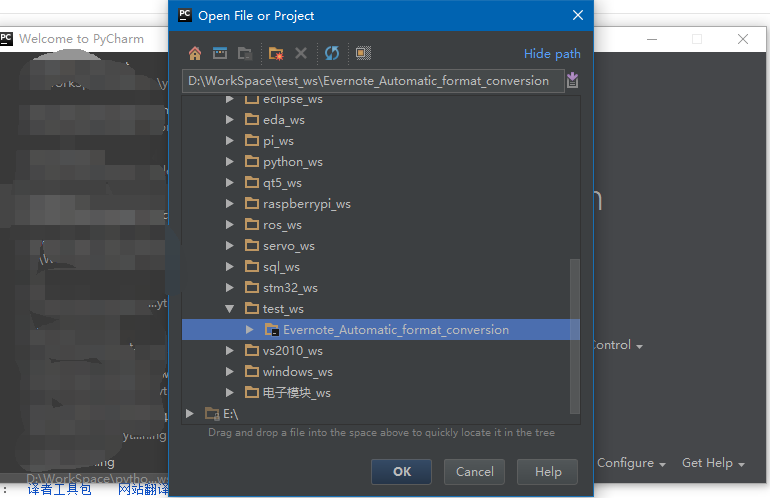 Open File or Project
Welcome to PyCharm
Hide path
D:\WorkSpace\test_ws\Evernote_Automatic_format_conversion
eclipse_ws
eda_ws
pi_ws
python_ws
qt5_ws
raspberrypi_ws
ros_ws
servo_ws
sql_ws
stm32_ws
test_ws
Evernote_Automatic_format_conversion
vs2010_ws
windows_ws
电子模块_ws
E:\
Drag and drop a file into the space above to quickly locate it in the tree
OK Cancel Help
Configure Get Help
D:\WorkSpace\pytho...ws
译者工具包 网站翻译